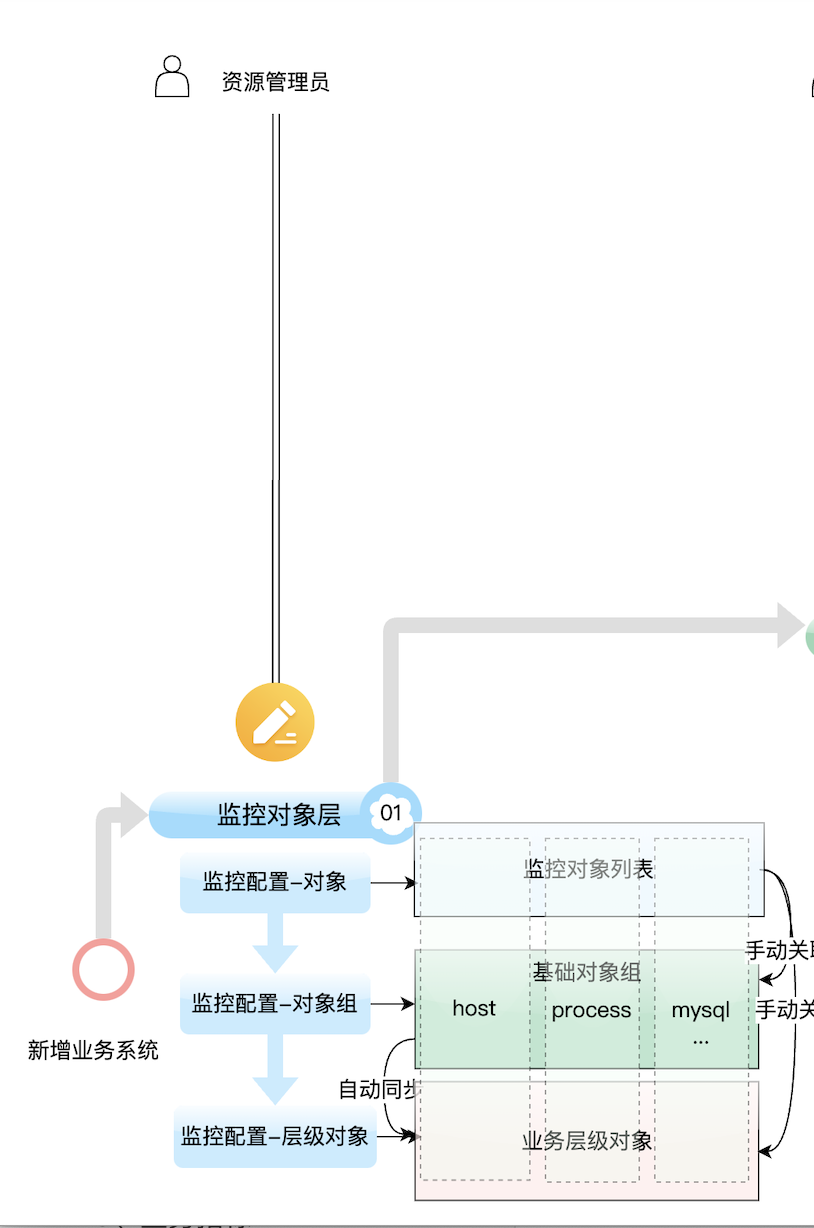 资源管理员
监控对象层
01
监控配置-对象
监控对象列表
手动关
监控配置-对象组
基础对象组
host
process
mysql
...
手动关
新增业务系统
自动同步
监控配置-层级对象
业务层级对象